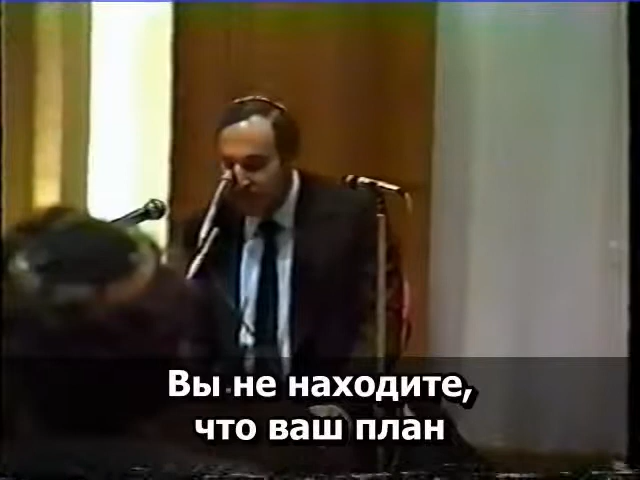 Вы не находите,
что ваш план